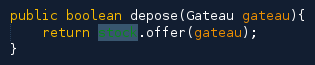 public boolean depose(Gateau gateau){
return .offer(gateau);
}